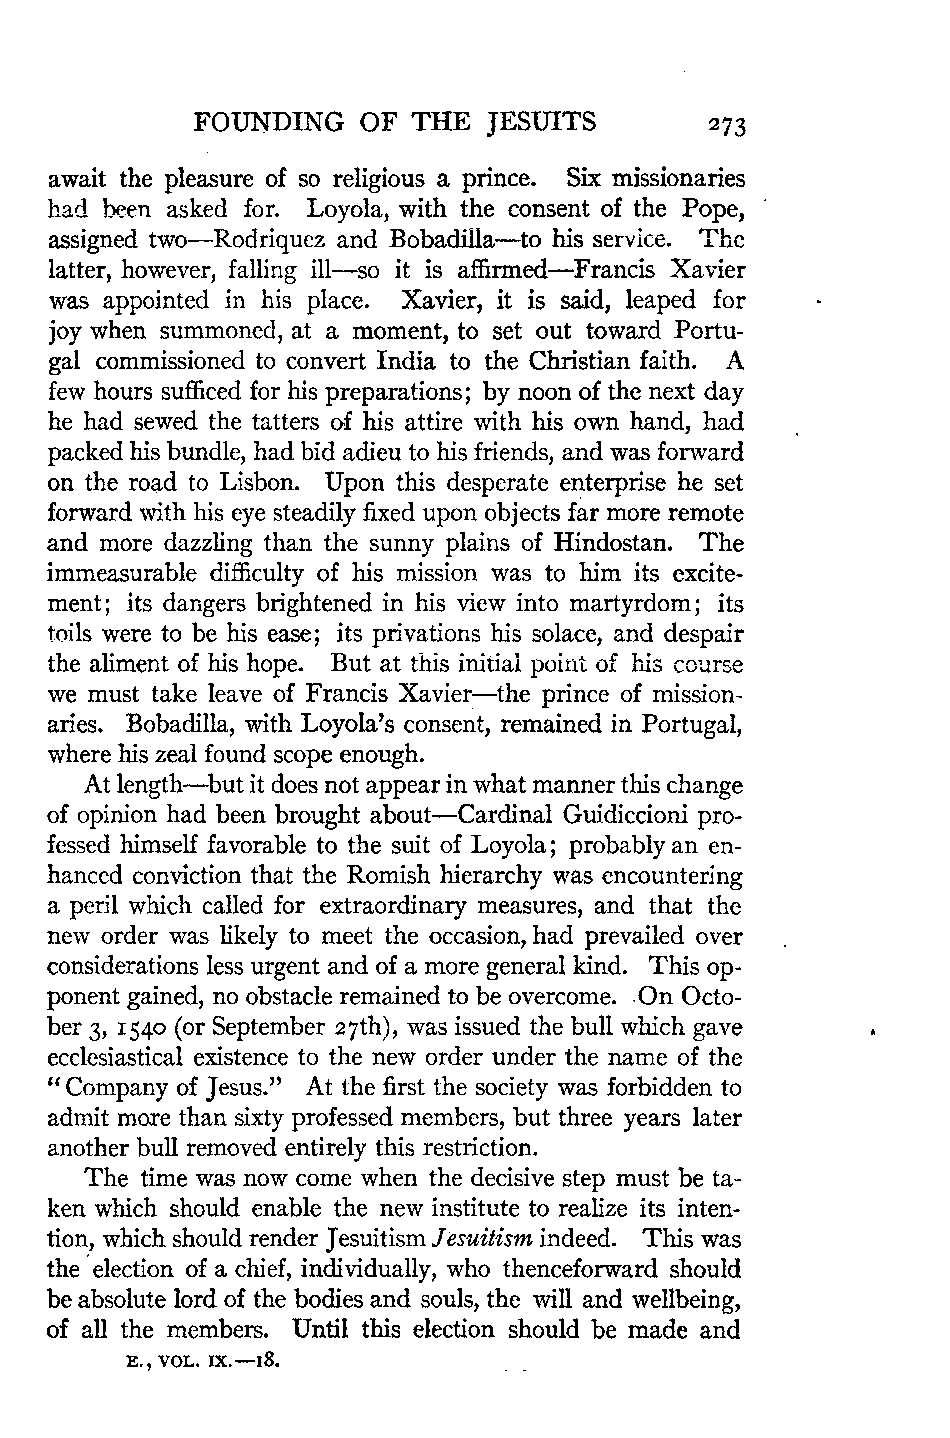 FOUNDING OF THE JESUITS 273
await the pleasure of so religious a prince. Six missionaries
had been asked for. Loyola, with the consent of the Pope,
assigned two—Rodriquez and Bobadilla—to his service. The
latter, however, falling ill—so it is affirmed—Francis Xavier
was appointed in his place. Xavier, it is said, leaped for
joy when summoned, at a moment, to set out toward Portu-
gal commissioned to convert India to the Christian faith. A
few hours sufficed for his preparations; by noon of the next day
he had sewed the tatters of his attire with his own hand, had
packed his bundle, had bid adieu to his friends, and was forward
on the road to Lisbon. Upon this desperate enterprise he set
forward with his eye steadily fixed upon objects far more remote
and more dazzling than the sunny plains of Hindostan. The
immeasurable difficulty of his mission was to him its excite-
ment; its dangers brightened in his view into martyrdom; its
toils were to be his ease; its privations his solace, and despair
the aliment of his hope. But at this initial point of his course
we must take leave of Francis Xavier—the prince of mission-
aries. Bobadilla, with Loyola's consent, remained in Portugal,
where his zeal found scope enough.
At length—but it does not appear in what manner this change
of opinion had been brought about—Cardinal Guidiccioni pro-
fessed himself favorable to the suit of Loyola; probably an en-
hanced conviction that the Romish hierarchy was encountering
a peril which called for extraordinary measures, and that the
new order was likely to meet the occasion, had prevailed over
considerations less urgent and of a more general kind. This op-
ponent gained, no obstacle remained to be overcome. On Octo-
ber 3, 1540 (or September 27th), was issued the bull which gave
ecclesiastical existence to the new order under the name of the
"Company of Jesus." At the first the society was forbidden to
admit more than sixty professed members, but three years later
another bull removed entirely this restriction.
The time was now come when the decisive step must be ta-
ken which should enable the new institute to realize its inten-
tion, which should render Jesuitism Jesuitism indeed. This was
the election of a chief, individually, who thenceforward should
be absolute lord of the bodies and souls, the will and wellbeing,
of all the members. Until this election should be made and
E., VOL. IX.—18.